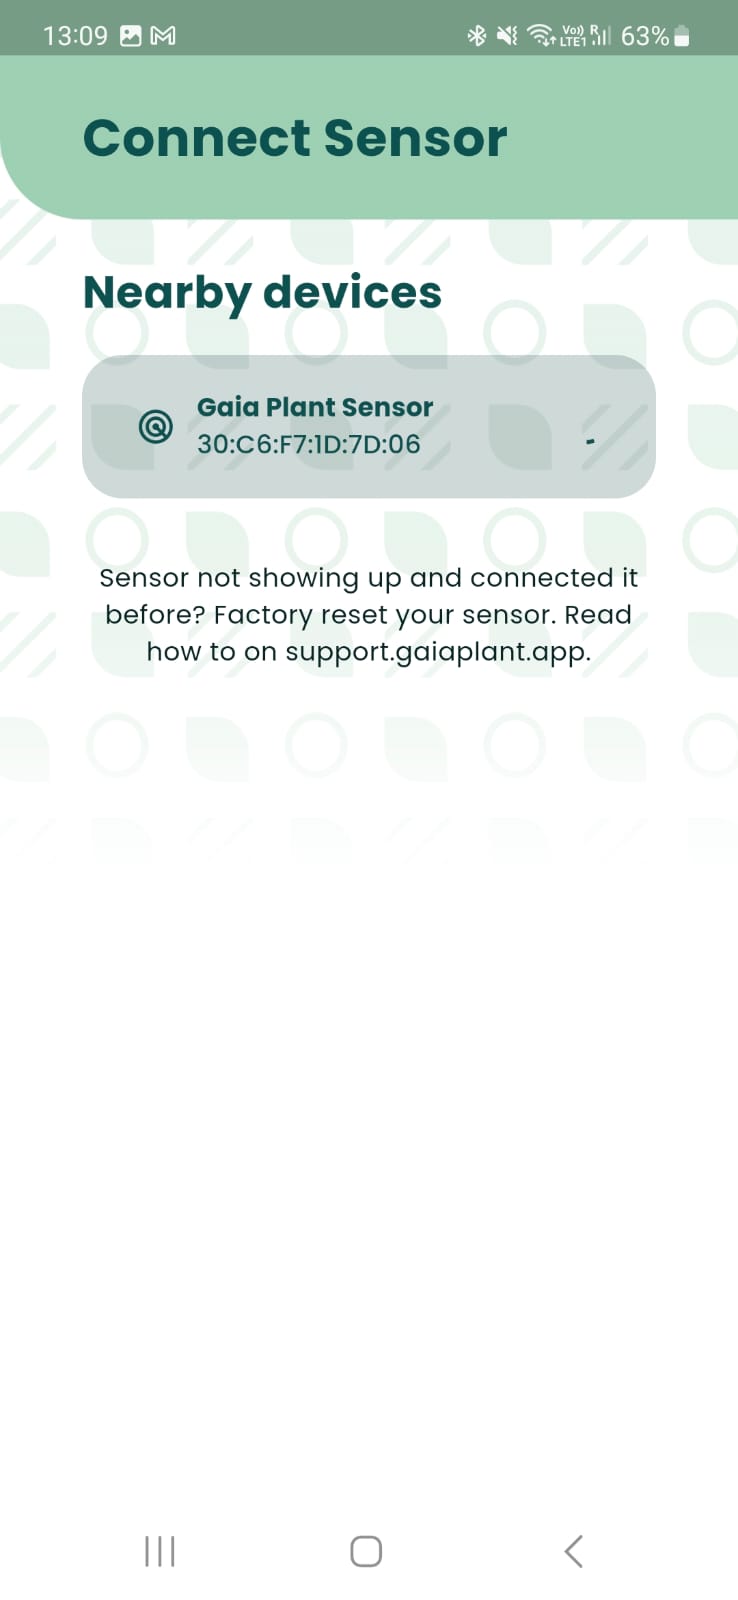 13:09
Vo)) R
LTE1
63%
Connect Sensor
Nearby devices
Gaia Plant Sensor
30:C6:F7:1D:7D:06
Sensor not showing up and connected it
before? Factory reset your sensor. Read
how to on support.gaiaplant.app.